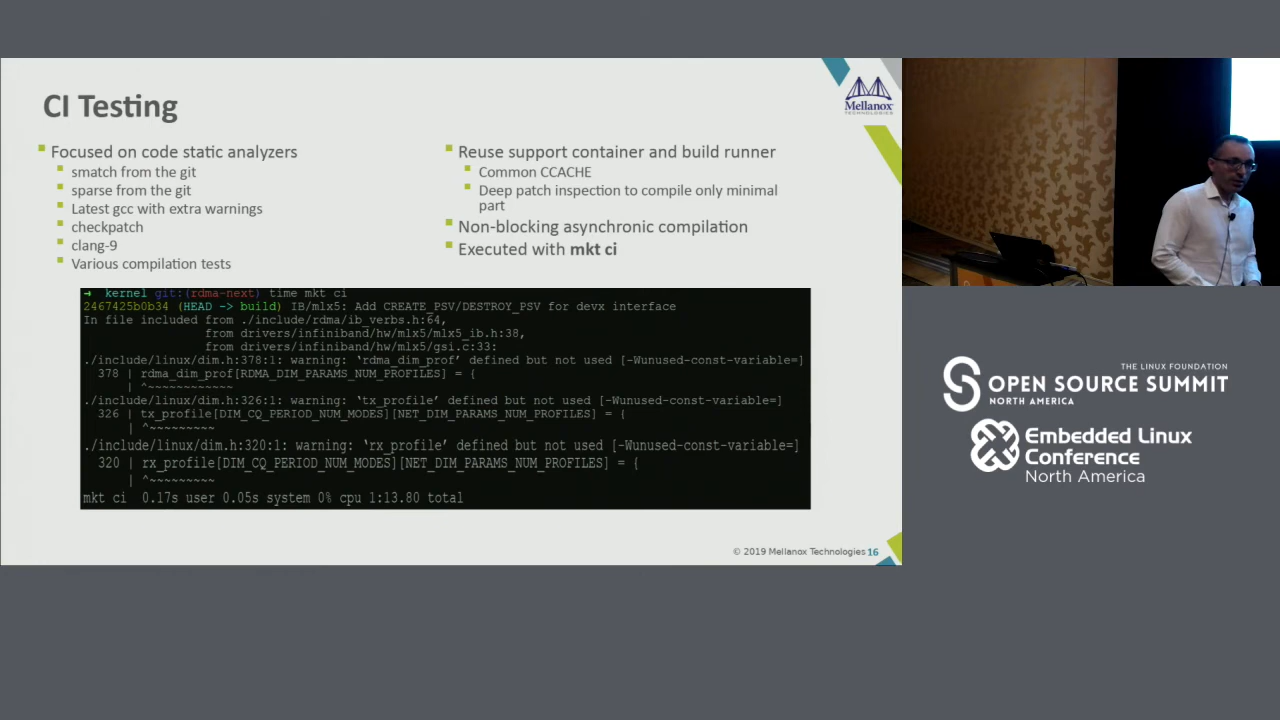 CI Testing
Mellanox
TECHNOLOGIES
Focused on code static analyzers
smatch from the git
sparse from the git
Latest gcc with extra warnings
checkpatch
clang-9
Various compilation tests
Reuse support container and build runner
Common CCACHE
Deep patch inspection to compile only minimal
part
Non-blocking asynchronic compilation
Executed with mkt ci
→ kernel git:(rdma-next) time mkt ci
2467425b0b34 (HEAD -> build) IB/mlx5: Add CREATE_PSV/DESTROY_PSV for devx interface
In file included from ./include/rdma/ib_verbs.h:64,
from drivers/infiniband/hw/mlx5/mlx5_ib.h:38,
from drivers/infiniband/hw/mlx5/gsi.c:33:
./include/linux/dim.h:378:1: warning: ‘rdma_dim_prof’ defined but not used [-Wunused-const-variable=]
378 | rdma_dim_prof[RDMA_DIM_PARAMS_NUM_PROFILES] = {
| ^~~~~~~~~~~~~
./include/linux/dim.h:326:1: warning: ‘tx_profile’ defined but not used [-Wunused-const-variable=]
326 | tx_profile[DIM_CQ_PERIOD_NUM_MODES][NET_DIM_PARAMS_NUM_PROFILES] = {
| ^~~~~~~~~~
./include/linux/dim.h:320:1: warning: ‘rx_profile’ defined but not used [-Wunused-const-variable=]
320 | rx_profile[DIM_CQ_PERIOD_NUM_MODES][NET_DIM_PARAMS_NUM_PROFILES] = {
| ^~~~~~~~~~
mkt ci 0.17s user 0.05s system 0% cpu 1:13.80 total
© 2019 Mellanox Technologies 16
THE LINUX FOUNDATION
OPEN SOURCE SUMMIT
NORTH AMERICA
Embedded Linux
Conference
North America